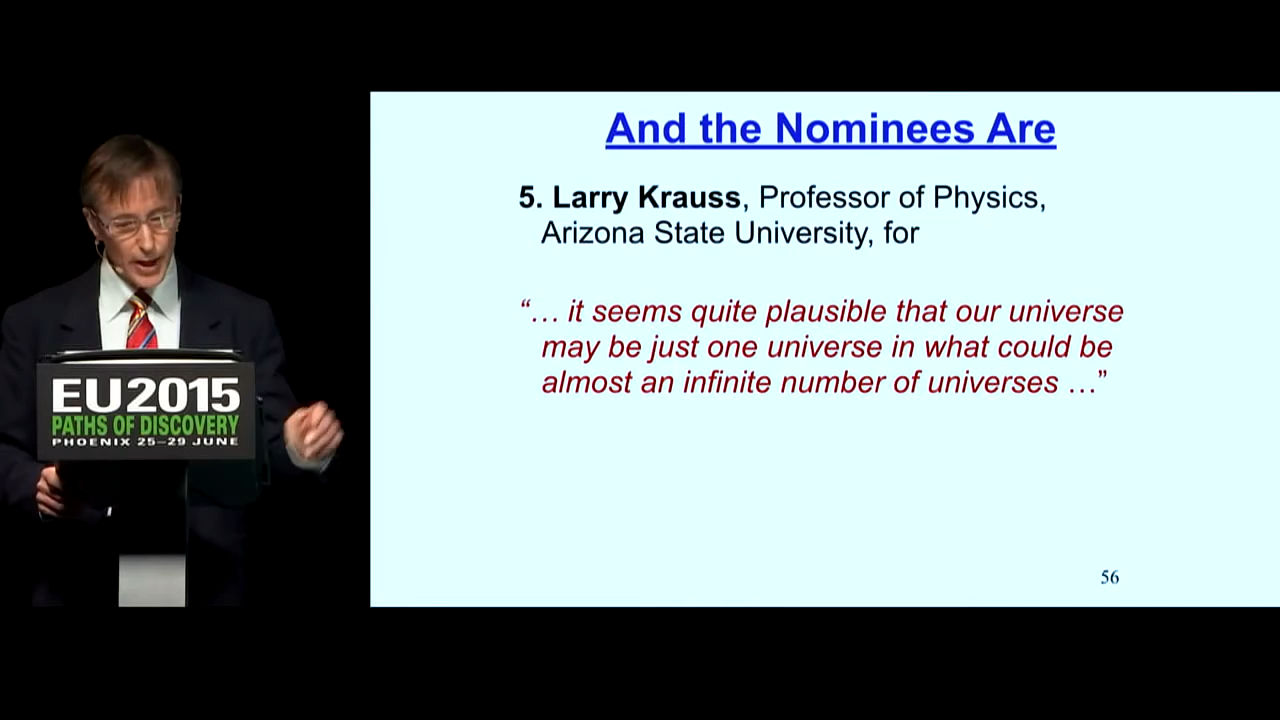 And the Nominees Are
5. Larry Krauss, Professor of Physics,
Arizona State University, for
“… it seems quite plausible that our universe
may be just one universe in what could be
almost an infinite number of universes …”
56
EU2015
PATHS OF DISCOVERY
PHOENIX 25–29 JUNE